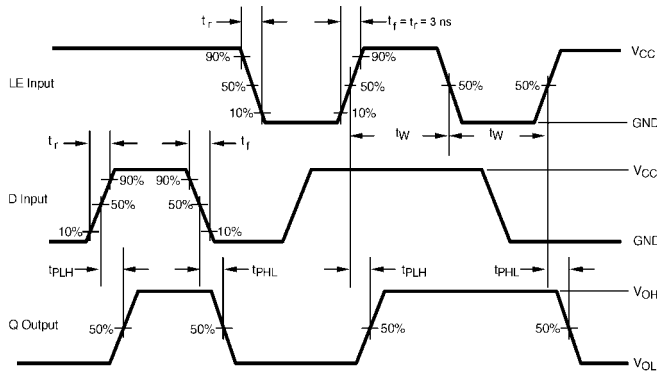 tr
tf = tr = 3 ns
90%
90%
VCC
LE Input
50%
50%
50%
50%
10%
10%
GND
tW
tW
tr
tf
VCC
90%
90%
D Input
50%
50%
10%
10%
GND
tPLH
tPHL
tPLH
tPHL
VOH
Q Output
50%
50%
50%
50%
VOL